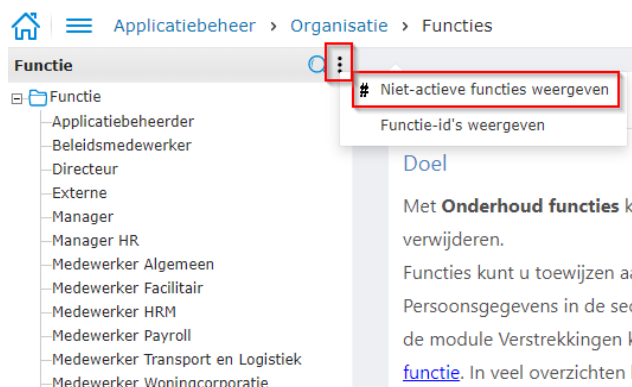 Applicatiebeheer > Organisatie > Functies
Functie
# Niet-actieve functies weergeven
Functie-id's weergeven
Functie
Applicatiebeheerder
Beleidsmedewerker
Directeur
Externe
Manager
Manager HR
Medewerker Algemeen
Medewerker Facilitair
Medewerker HRM
Medewerker Payroll
Medewerker Transport en Logistiek
Medewerker Woningcorporatie
Doel
Met Onderhoud functies k
verwijderen.
Functies kunt u toewijzen aa
Persoonsgegevens in de sec
de module Verstrekkingen k
functie. In veel overzichten